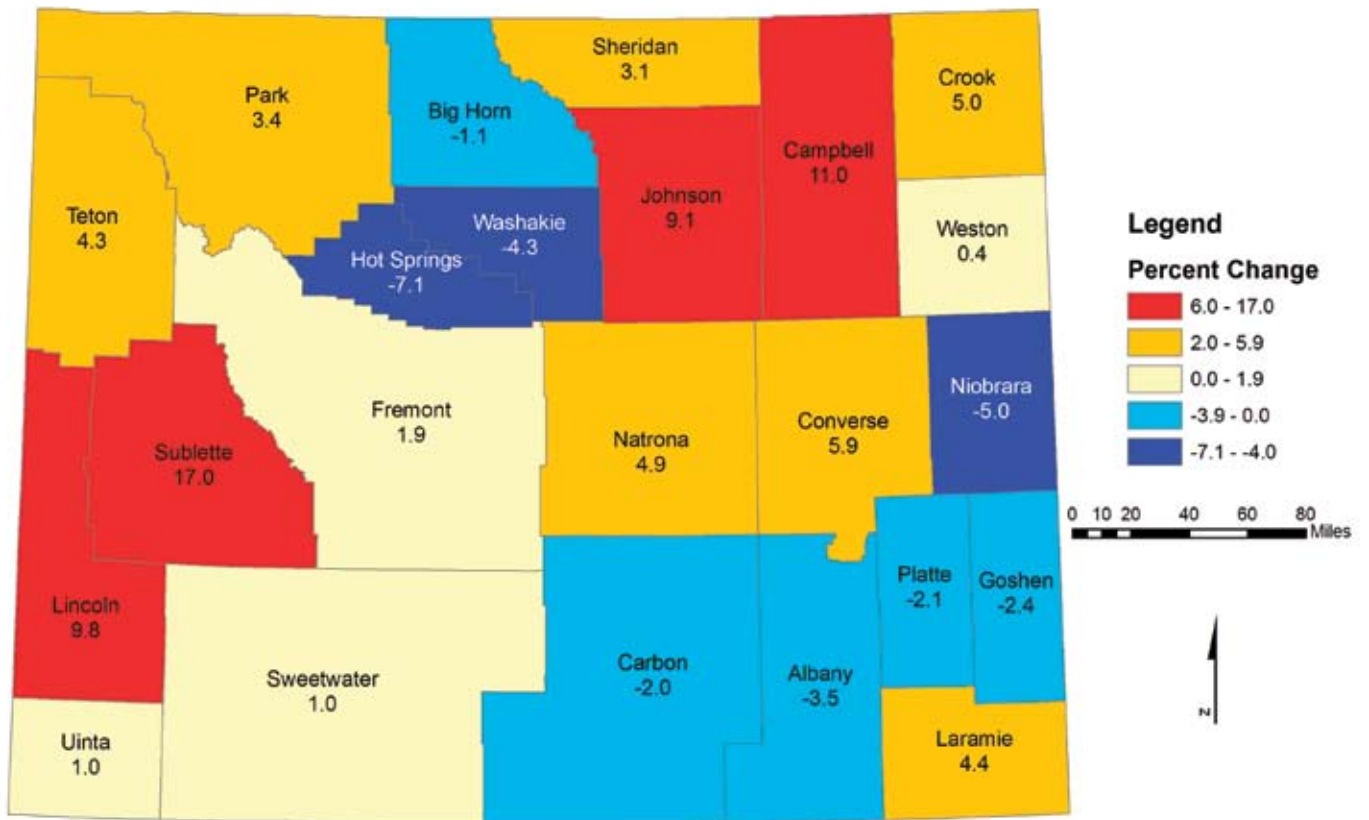 Park
3.4
Big Horn
-1.1
Sheridan
3.1
Campbell
11.0
Crook
5.0
Teton
4.3
Hot Springs
-7.1
Washakie
-4.3
Johnson
9.1
Weston
0.4
Sublette
17.0
Fremont
1.9
Natrona
4.9
Converse
5.9
Niobrara
-5.0
Lincoln
9.8
Uinta
1.0
Sweetwater
1.0
Carbon
-2.0
Albany
-3.5
Platte
-2.1
Goshen
-2.4
Laramie
4.4
Legend
Percent Change
6.0 - 17.0
2.0 - 5.9
0.0 - 1.9
-3.9 - 0.0
-7.1 - -4.0
0 10 20 40 60 80
Miles
N